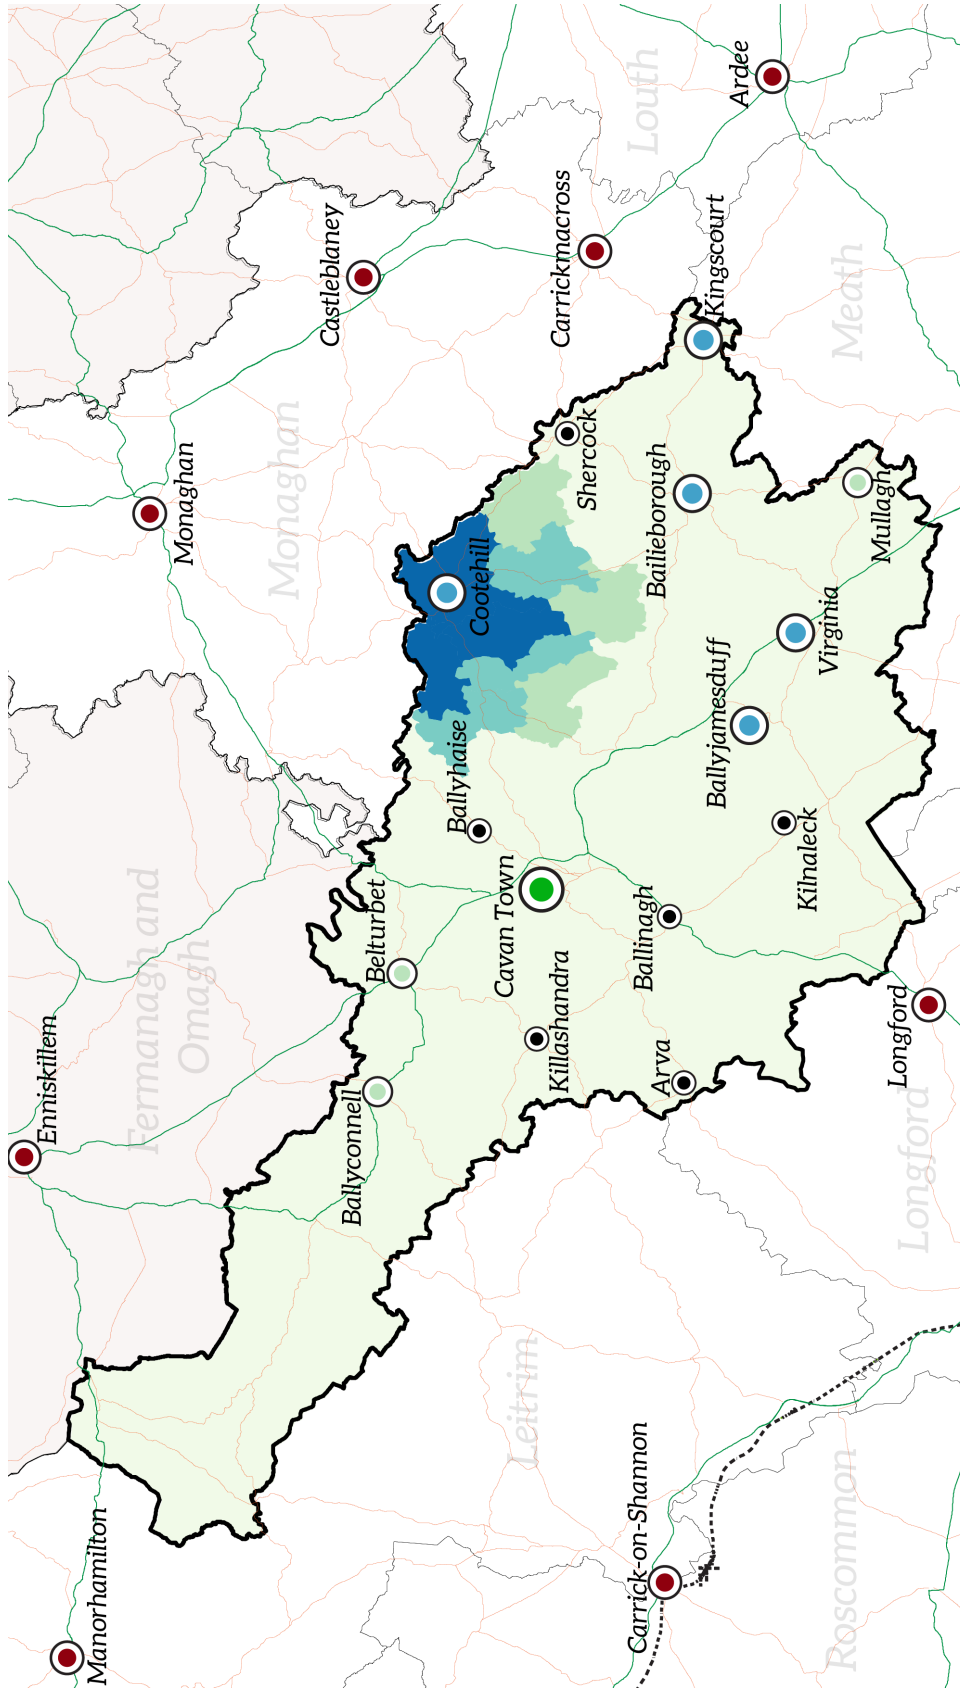 Enniskillen
Manorhamilton
Fermanagh and
Omagh
Monaghan
Monaghan
Castleblaney
Carrickmacross
Louth
Ardee
Ballyconnell
Belturbet
Ballyhaise
Cootehill
Shercock
Kingscourt
Meath
Leitrim
Killashandra
Cavan Town
Bailieborough
Arva
Ballinagh
Ballyjamesduff
Virginia
Mullagh
Kilnaleck
Carrick-on-Shannon
Roscommon
Longford
Longford